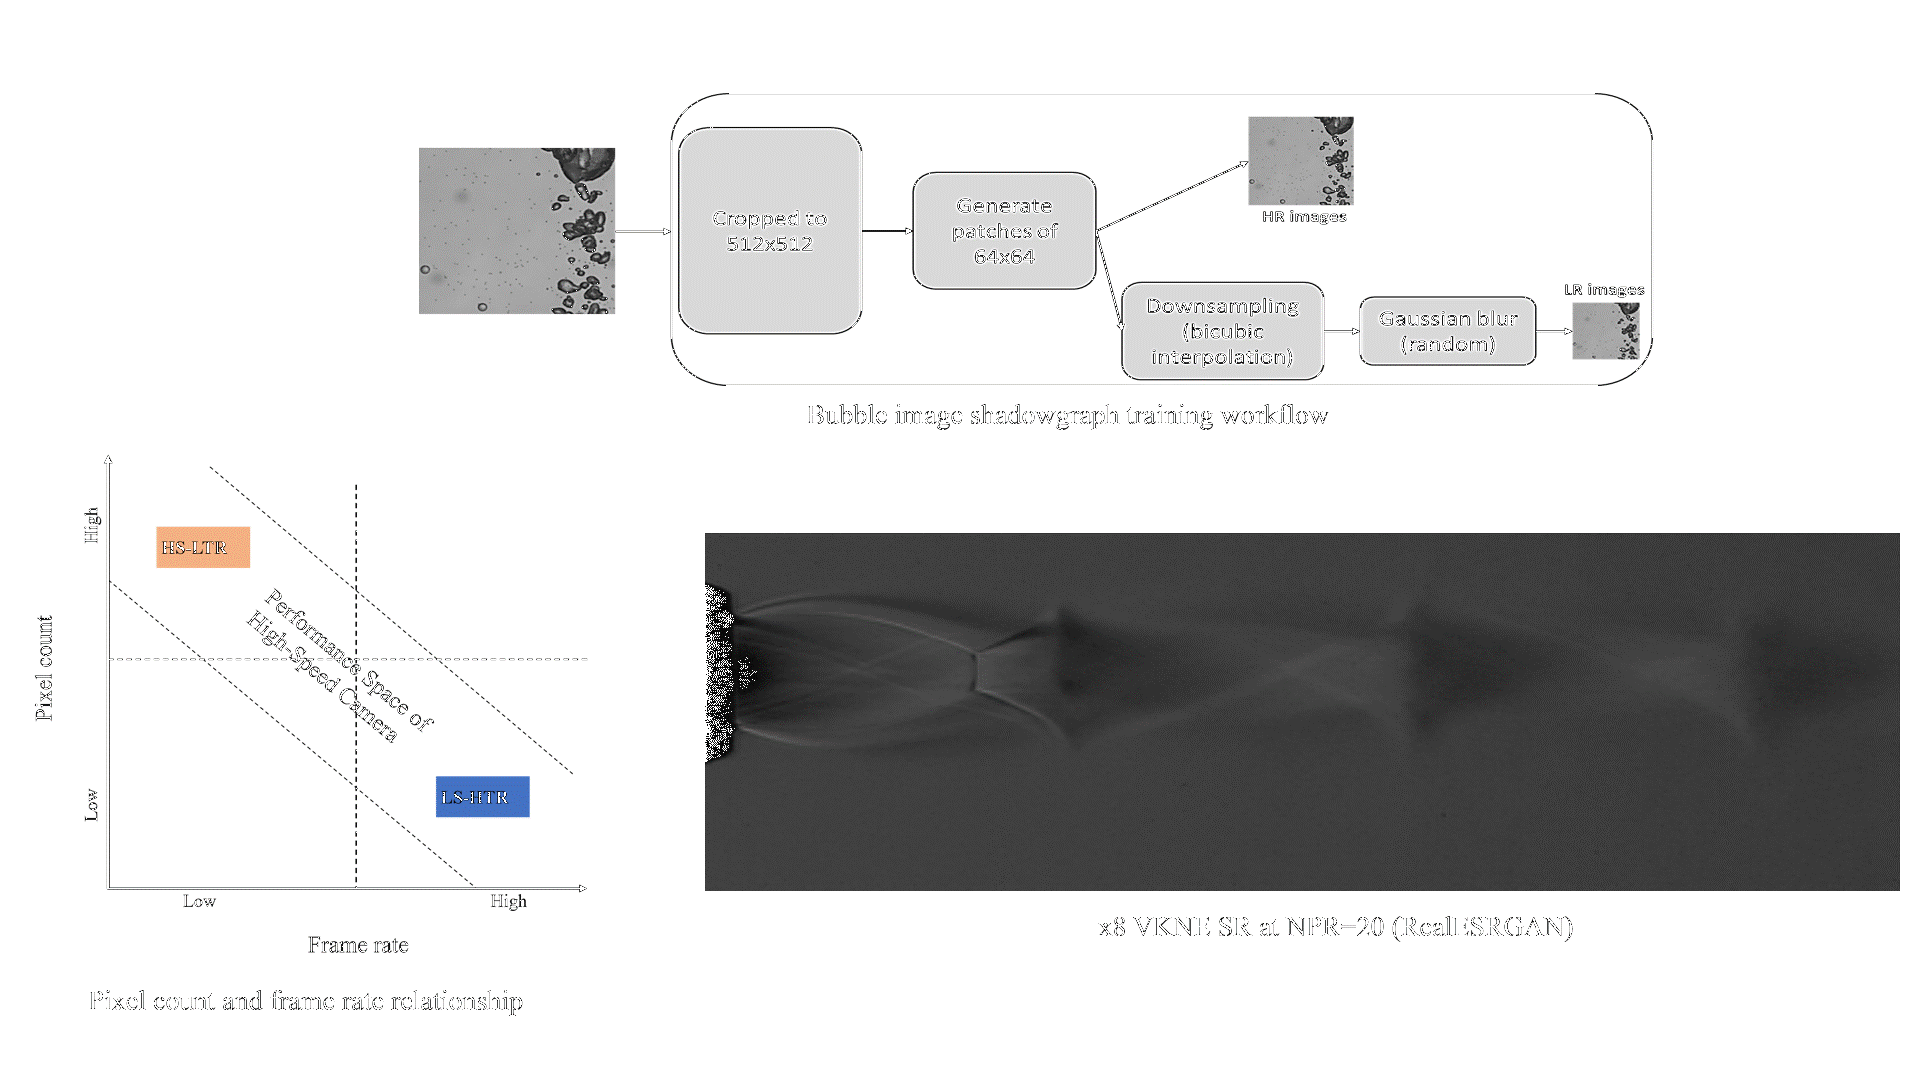 Cropped to
512x512
Generate
patches of
64x64
HR images
Downsampling
(bicubic
interpolation)
Gaussian blur
(random)
LR images
Bubble image shadowgraph training workflow
High
HS-LTR
Performance Space of
High-Speed Camera
Pixel count
LS-HTR
Low
Low
High
Frame rate
Pixel count and frame rate relationship
x8 VKNE SR at NPR=20 (RealESRGAN)